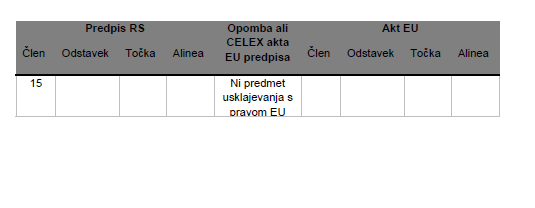 Predpis RS
Opomba ali CELEX akta EU predpisa
Akt EU
Člen Odstavek Točka Alinea
Člen Odstavek Točka Alinea
15
Ni predmet
usklajevanja s
pravom EU